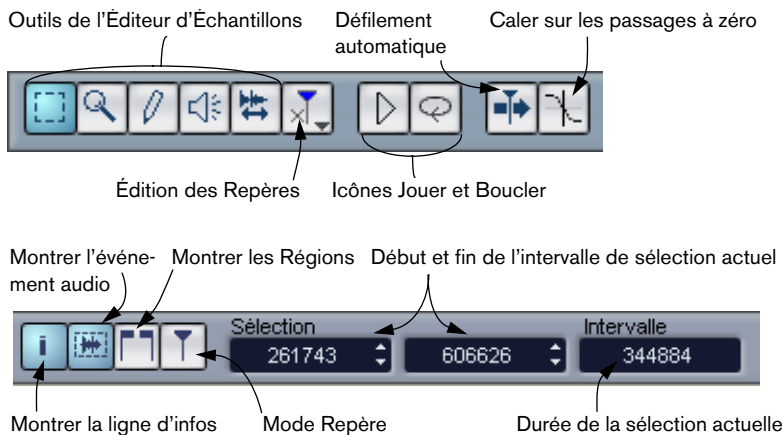 Outils de l'Éditeur d'Échantillons
Défilement
automatique
Caler sur les passages à zéro
Édition des Repères
Icônes Jouer et Boucler
Montrer l'événe-
ment audio
Montrer les Régions
Début et fin de l'intervalle de sélection actuel
Sélection
Intervalle
261743
606626
344884
Montrer la ligne d'infos
Mode Repère
Durée de la sélection actuelle